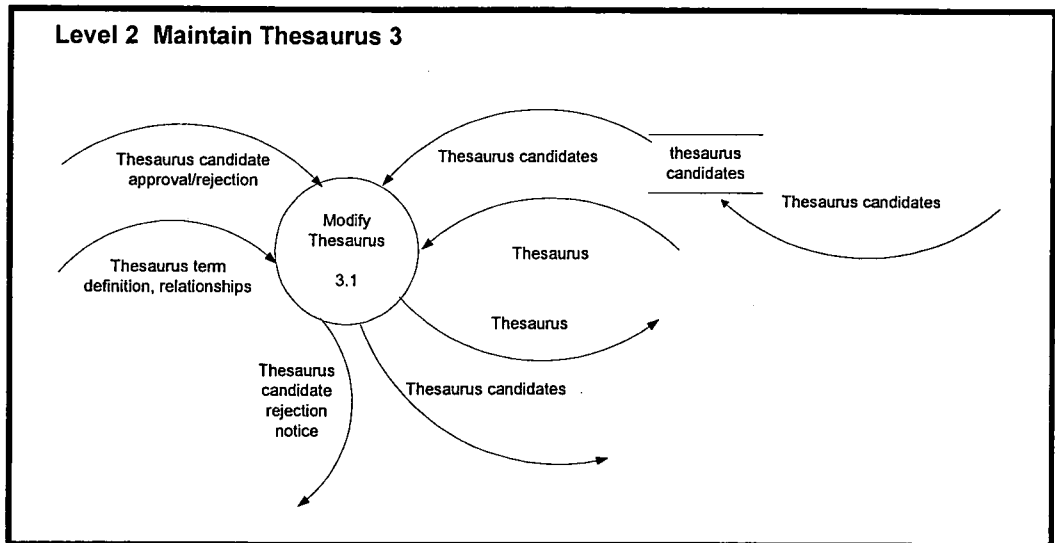 Level 2 Maintain Thesaurus 3
Thesaurus candidate
approval/rejection
Thesaurus candidates
thesaurus
candidates
Thesaurus candidates
Modify
Thesaurus
3.1
Thesaurus
Thesaurus term
definition, relationships
Thesaurus
Thesaurus
candidate
rejection
notice
Thesaurus candidates